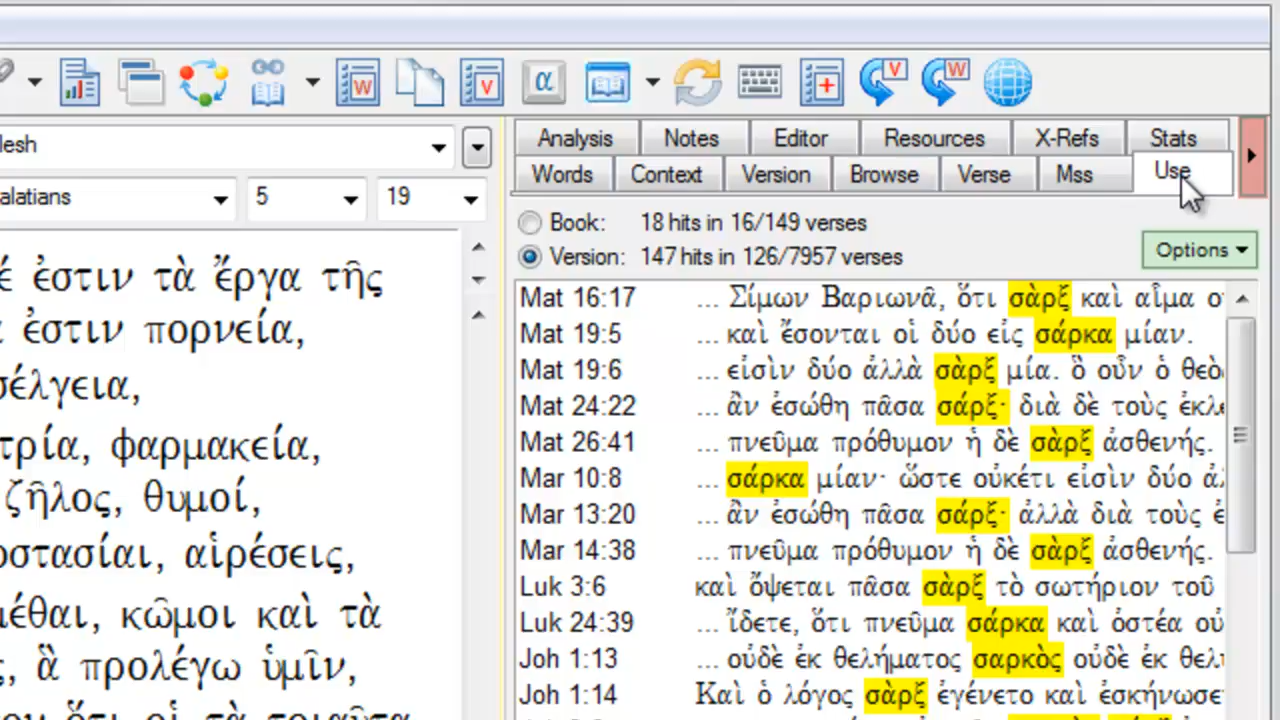 W V α V W
Analysis Notes Editor Resources X-Refs Stats
Words Context Version Browse Verse Mss Use
lesh
alatians 5 19
Book: 18 hits in 16/149 verses
Version: 147 hits in 126/7957 verses
Options
έ ἐστιν τὰ ἔργα τῆς
ἐστιν πορνεία,
σέλγεια,
τρία, φαρμακεία,
ζῆλος, θυμοί,
οστασίαι, αἱρέσεις,
μέθαι, κῶμοι καὶ τὰ
ς, ἃ προλέγω ὑμῖν,
Mat 16:17 ... Σίμων Βαριωνᾶ, ὅτι σὰρξ καὶ αἷμα ο
Mat 19:5 ... καὶ ἔσονται οἱ δύο εἰς σάρκα μίαν.
Mat 19:6 ... εἰσὶν δύο ἀλλὰ σὰρξ μία. ὃ οὖν ὁ θεὸ
Mat 24:22 ... ἂν ἐσώθη πᾶσα σάρξ· διὰ δὲ τοὺς ἐκλε
Mat 26:41 ... πνεῦμα πρόθυμον ἡ δὲ σὰρξ ἀσθενής.
Mar 10:8 ... σάρκα μίαν· ὥστε οὐκέτι εἰσὶν δύο ἀλ
Mar 13:20 ... ἂν ἐσώθη πᾶσα σάρξ· ἀλλὰ διὰ τοὺς ἐ
Mar 14:38 ... πνεῦμα πρόθυμον ἡ δὲ σὰρξ ἀσθενής.
Luk 3:6 καὶ ὄψεται πᾶσα σὰρξ τὸ σωτήριον τοῦ
Luk 24:39 ... ἴδετε, ὅτι πνεῦμα σάρκα καὶ ὀστέα οὐ
Joh 1:13 ... οὐδὲ ἐκ θελήματος σαρκὸς οὐδὲ ἐκ θελ
Joh 1:14 Καὶ ὁ λόγος σὰρξ ἐγένετο καὶ ἐσκήνωσε